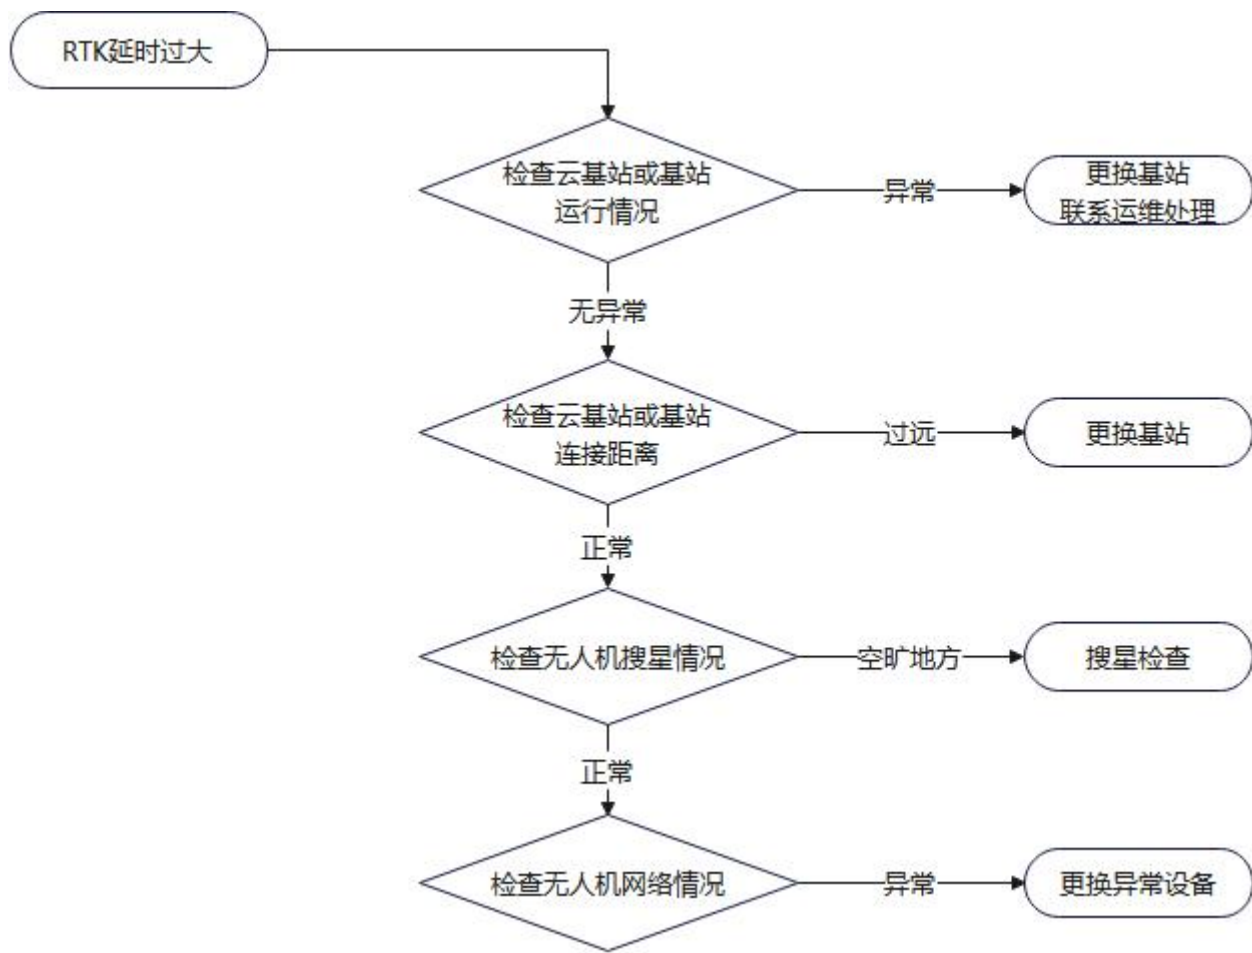 RTK延时过大
检查云基站或基站
运行情况
异常
更换基站
联系运维处理
无异常
检查云基站或基站
连接距离
过远
更换基站
正常
检查无人机搜星情况
空旷地方
搜星检查
正常
检查无人机网络情况
异常
更换异常设备